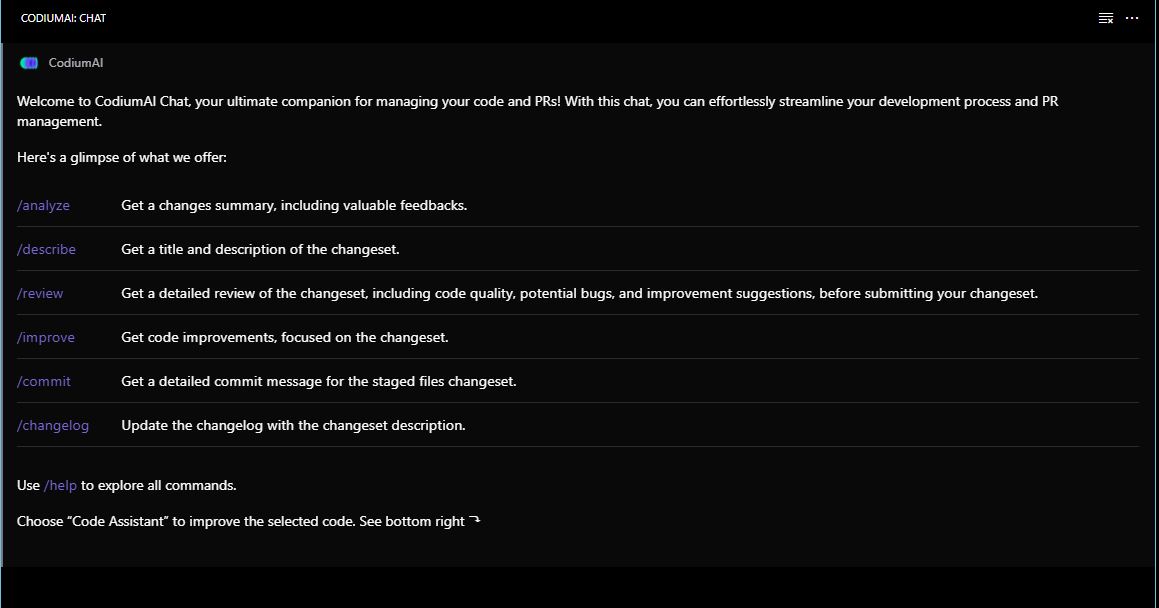 CODIUMAI: CHAT
CodiumAI
Welcome to CodiumAI Chat, your ultimate companion for managing your code and PRs! With this chat, you can effortlessly streamline your development process and PR
management.
Here's a glimpse of what we offer:
/analyze Get a changes summary, including valuable feedbacks.
/describe Get a title and description of the changeset.
/review Get a detailed review of the changeset, including code quality, potential bugs, and improvement suggestions, before submitting your changeset.
/improve Get code improvements, focused on the changeset.
/commit Get a detailed commit message for the staged files changeset.
/changelog Update the changelog with the changeset description.
Use /help to explore all commands.
Choose “Code Assistant” to improve the selected code. See bottom right